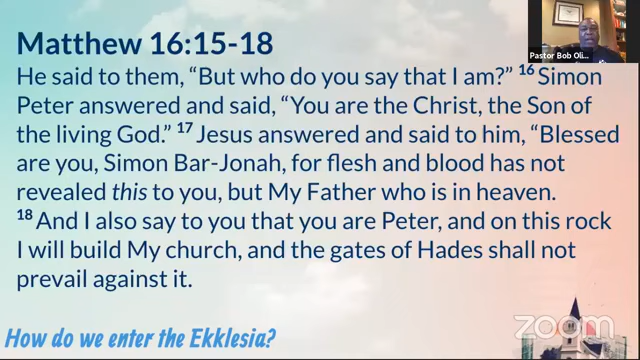 Matthew 16:15-18
He said to them, “But who do you say that I am?” 16 Simon
Peter answered and said, “You are the Christ, the Son of
the living God.” 17 Jesus answered and said to him, “Blessed
are you, Simon Bar-Jonah, for flesh and blood has not
revealed this to you, but My Father who is in heaven.
18 And I also say to you that you are Peter, and on this rock
I will build My church, and the gates of Hades shall not
prevail against it.
How do we enter the Ekklesia?
Pastor Bob Oli...
zoom